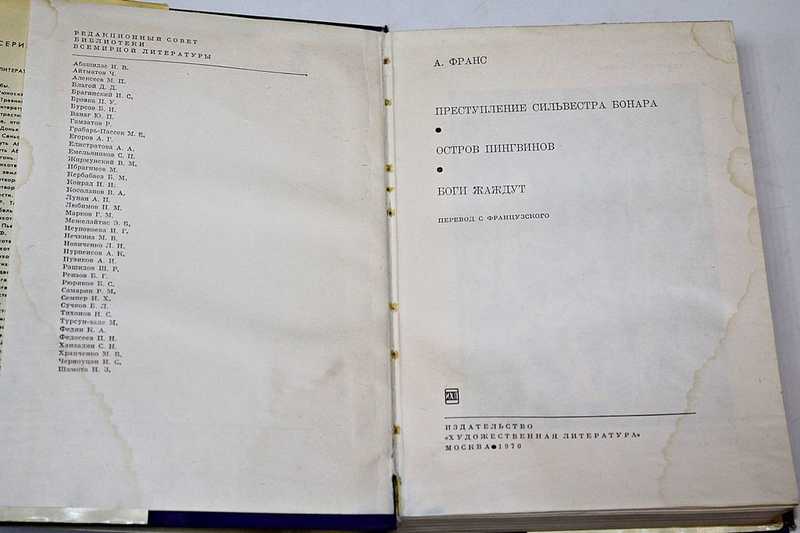 РЕДАКЦИОННЫЙ СОВЕТ
БИБЛИОТЕКИ
ВСЕМИРНОЙ ЛИТЕРАТУРЫ
Абашидзе И. В.
Айтматов Ч.
Алексеев М. П.
Благой Д. Д.
Брагинский И. С.
Бровка П. У.
Бурсов Б. И.
Ванаг Ю. П.
Гамзатов Р.
Грабарь-Пассек М. Е.
Егоров А. Г.
Елистратова А. А.
Емельяников С. П.
Жирмунский В. М.
Ибрагимов М.
Кербабаев Б. М.
Конрад Н. И.
Косолапов В. А.
Лупан А. П.
Любимов Н. М.
Марков Г. М.
Межелайтис Э. Б.
Неупокоева И. Г.
Нечкина М. В.
Новиченко Л. Н.
Нурпеисов А. К.
Пузиков А. И.
Рашидов Ш. Р.
Реизов Б. Г.
Рюриков Б. С.
Самарин Р. М.
Семпер И. Х.
Сучков Б. Л.
Тихонов Н. С.
Турсун-заде М.
Федин К. А.
Федосеев П. Н.
Ханзадян С. Н.
Храпченко М. Б.
Черноуцан И. С.
Шамота Н. З.
А. ФРАНС
ПРЕСТУПЛЕНИЕ СИЛЬВЕСТРА БОНАРА
●
ОСТРОВ ПИНГВИНОВ
●
БОГИ ЖАЖДУТ
ПЕРЕВОД С ФРАНЦУЗСКОГО
ИЗДАТЕЛЬСТВО
«ХУДОЖЕСТВЕННАЯ ЛИТЕРАТУРА»
МОСКВА●1970